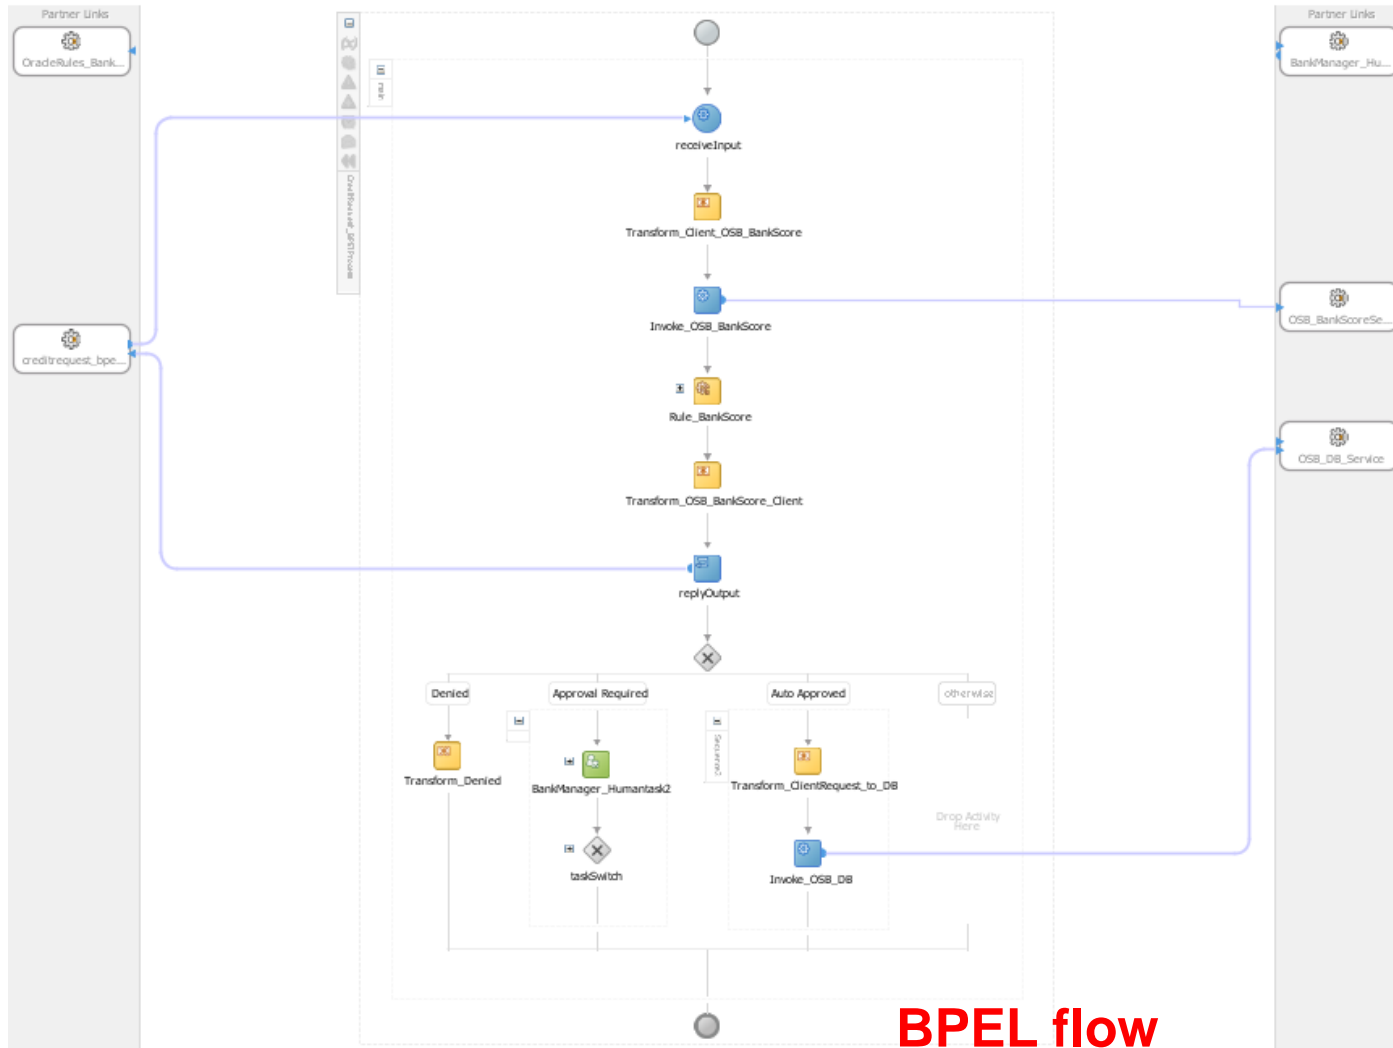 Partner Links
Partner Links
OracleRules_Bank...
BankManager_Hu...
main
receiveInput
Transform_Client_OSB_BankScore
Invoke_OSB_BankScore
OSB_BankScoreSe...
creditrequest_bpe...
Rule_BankScore
OSB_DB_Service
Transform_OSB_BankScore_Client
replyOutput
Denied
Approval Required
Auto Approved
otherwise
Transform_Denied
BankManager_Humantask2
Transform_ClientRequest_to_DB
Drop Activity
Here
taskSwitch
Invoke_OSB_DB
BPEL flow